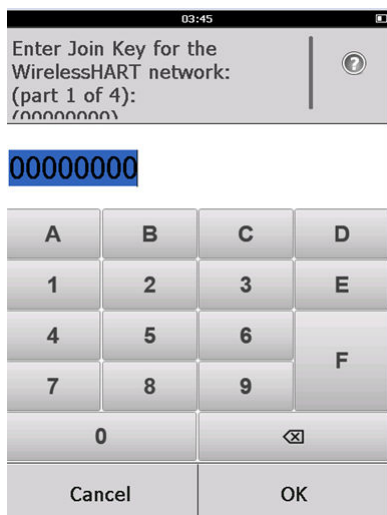 03:45
Enter Join Key for the
WirelessHART network:
(part 1 of 4):
(00000000)
?
00000000
A B C D
1 2 3 E
4 5 6
F
7 8 9
0
Cancel OK